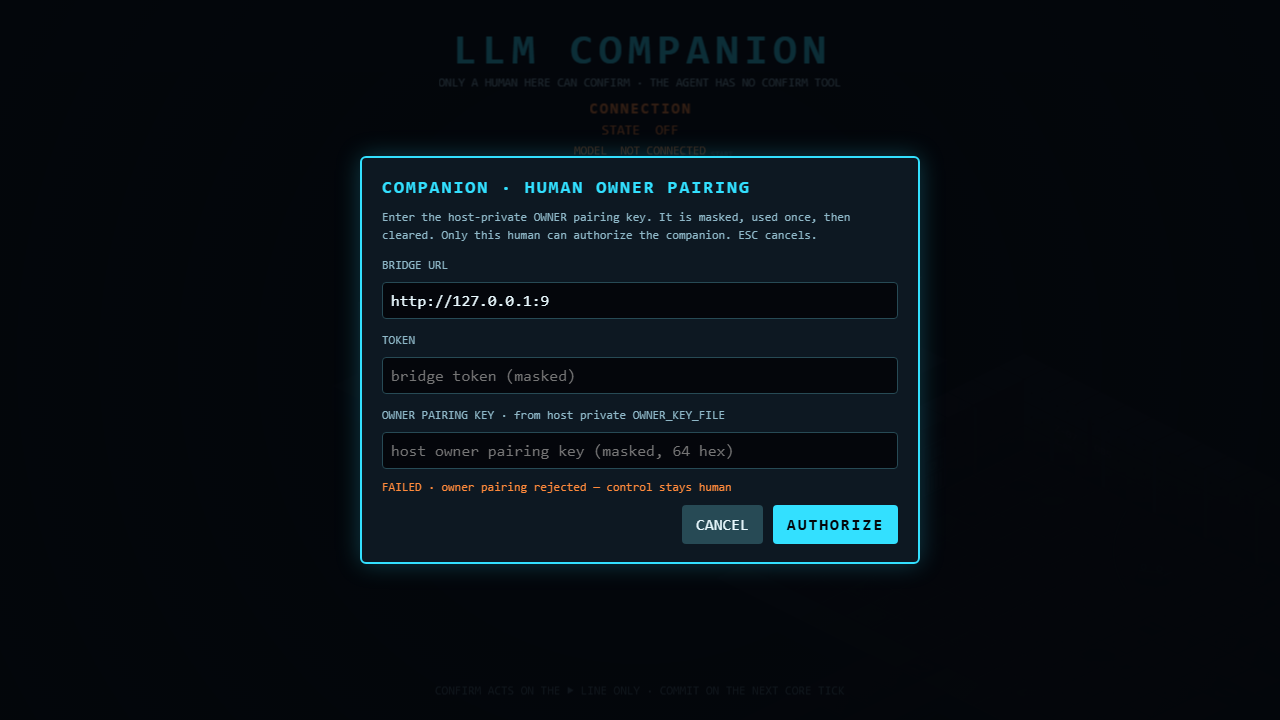 LLM COMPANION
ONLY A HUMAN HERE CAN CONFIRM · THE AGENT HAS NO CONFIRM TOOL
CONNECTION
STATE OFF
MODEL NOT CONNECTED
COMPANION · HUMAN OWNER PAIRING
Enter the host-private OWNER pairing key. It is masked, used once, then
cleared. Only this human can authorize the companion. ESC cancels.
BRIDGE URL
http://127.0.0.1:9
TOKEN
bridge token (masked)
OWNER PAIRING KEY · from host private OWNER_KEY_FILE
host owner pairing key (masked, 64 hex)
FAILED · owner pairing rejected — control stays human
CANCEL
AUTHORIZE
CONFIRM ACTS ON THE ▶ LINE ONLY · COMMIT ON THE NEXT CORE TICK